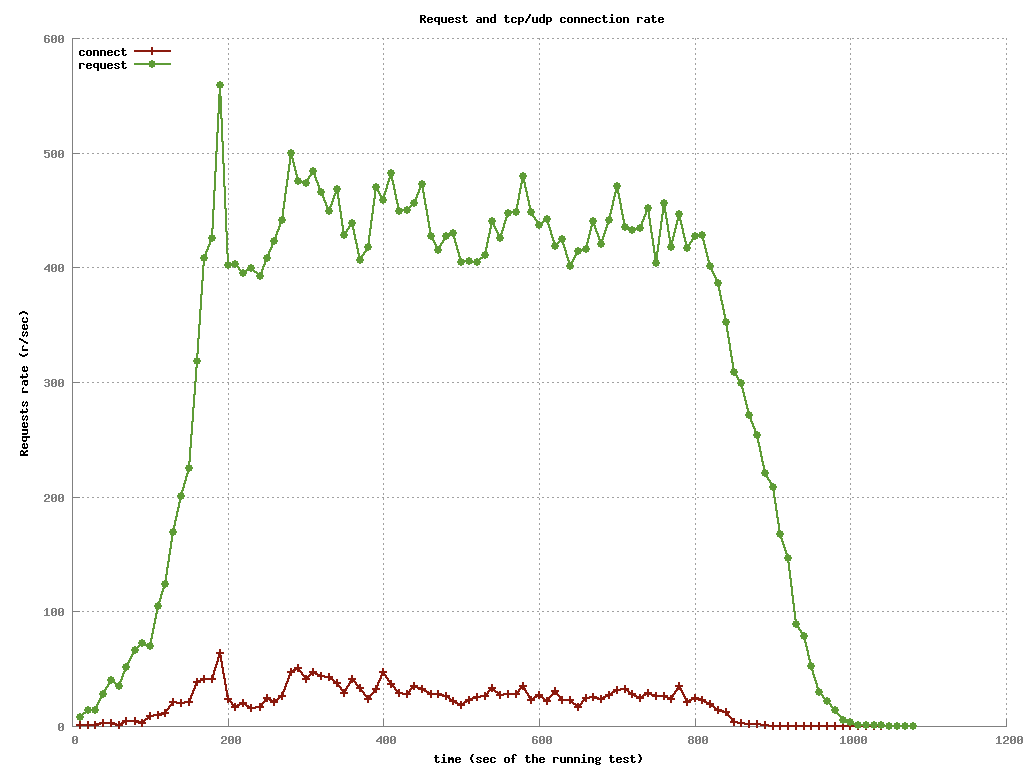 Request and tcp/udp connection rate
600
connect
request
500
400
300
200
100
0
Requests rate (r/sec)
0 200 400 600 800 1000 1200
time (sec of the running test)